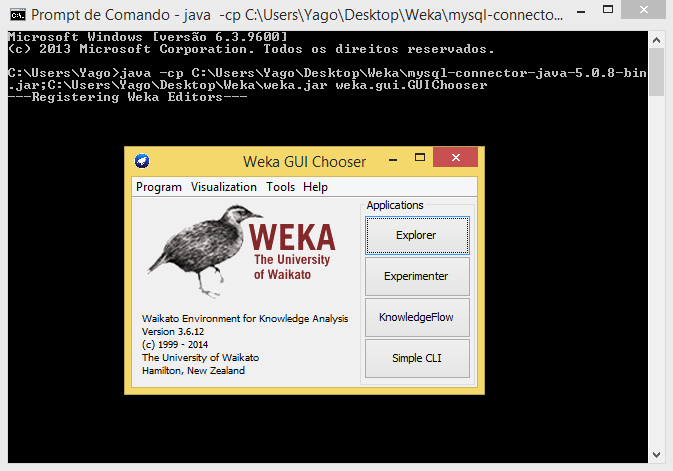 Prompt de Comando - java  -cp C:\Users\Yago\Desktop\Weka\mysql-connecto...
Microsoft Windows [versão 6.3.9600]
(c) 2013 Microsoft Corporation. Todos os direitos reservados.
C:\Users\Yago>java -cp C:\Users\Yago\Desktop\Weka\mysql-connector-java-5.0.8-bin
.jar;C:\Users\Yago\Desktop\Weka\weka.jar weka.gui.GUIChooser
---Registering Weka Editors---
Weka GUI Chooser
Program Visualization Tools Help
WEKA
The University
of Waikato
Waikato Environment for Knowledge Analysis
Version 3.6.12
(c) 1999 - 2014
The University of Waikato
Hamilton, New Zealand
Applications
Explorer
Experimenter
KnowledgeFlow
Simple CLI